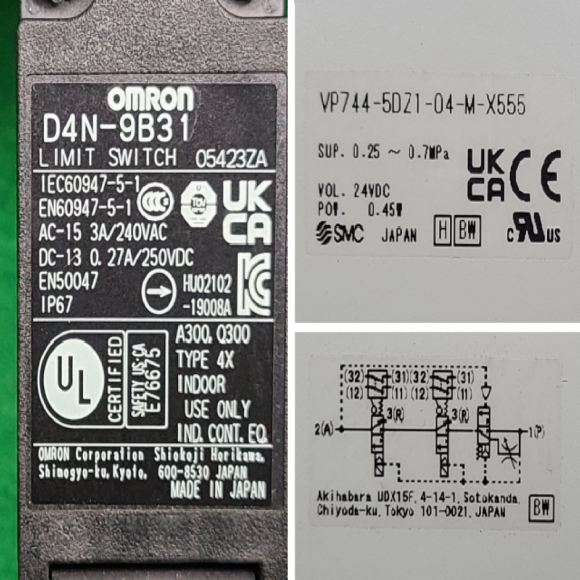 OMRON
D4N-9B31
LIMIT SWITCH 05423ZA
IEC60947-5-1
EN60947-5-1
AC-15 3A/240VAC
DC-13 0.27A/250VDC
EN50047
IP67
CCC
TÜV
UK
CA
HU02102
-19008A
A300, Q300
TYPE 4X
INDOOR
USE ONLY
IND. CONT. EQ.
UL
CERTIFIED
SAFETY US-CA
E76675
OMRON Corporation Shiokoji Horikawa,
Shimogyo-ku, Kyoto, 600-8530 JAPAN
MADE IN JAPAN
VP744-5DZ1-04-M-X555
SUP. 0.25 ~ 0.7MPa
UK
CA
CE
VOL. 24VDC
POW. 0.45W
SMC JAPAN H BW
c RU US
(32) (31) (32) (31)
(12) (11) (12) (11)
3(R) 3(R)
2(A) 1(P)
Akihabara UDX15F, 4-14-1, Sotokanda,
Chiyoda-ku, Tokyo 101-0021, JAPAN
BW